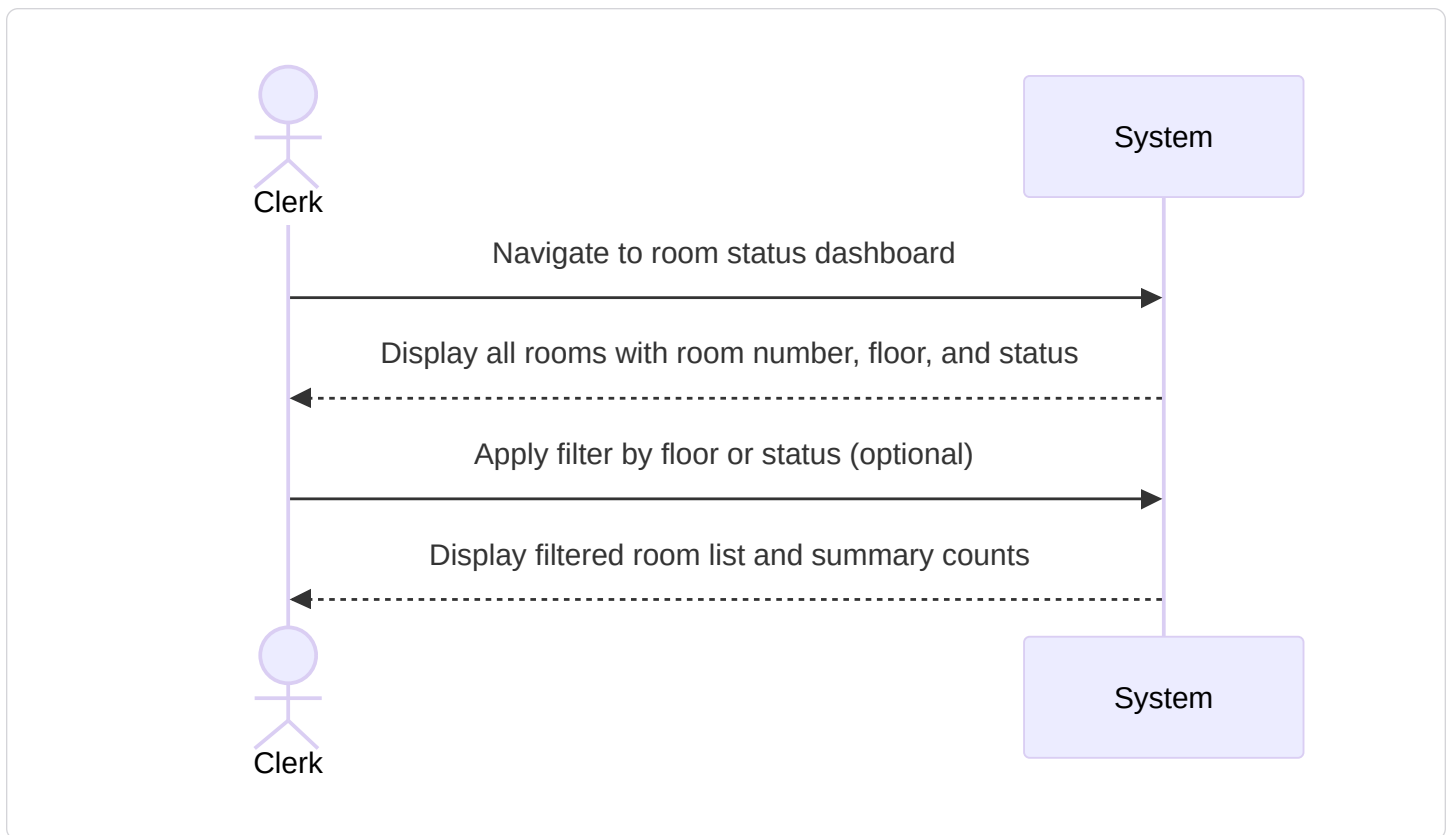 System
Clerk
Navigate to room status dashboard
Display all rooms with room number, floor, and status
Apply filter by floor or status (optional)
Display filtered room list and summary counts
System
Clerk